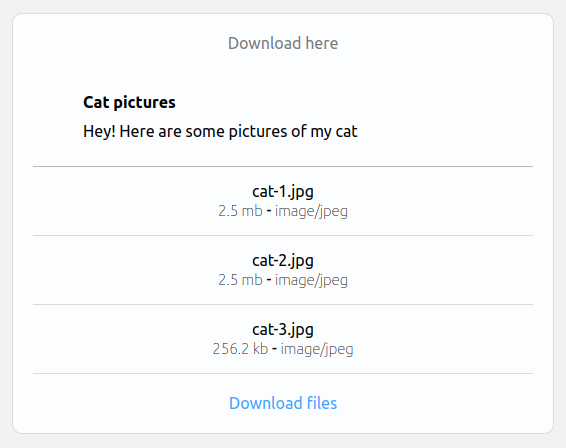 Download here
Cat pictures
Hey! Here are some pictures of my cat
cat-1.jpg
2.5 mb - image/jpeg
cat-2.jpg
2.5 mb - image/jpeg
cat-3.jpg
256.2 kb - image/jpeg
Download files